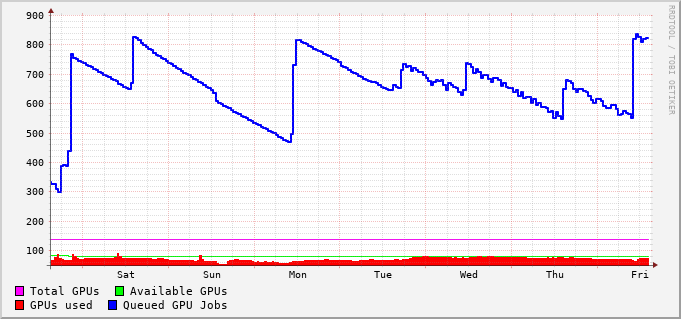 900
800
700
600
500
400
300
200
100
Sat Sun Mon Tue Wed Thu Fri
Total GPUs Available GPUs
GPUs used Queued GPU Jobs
RRDTOOL / TOBI OETIKER